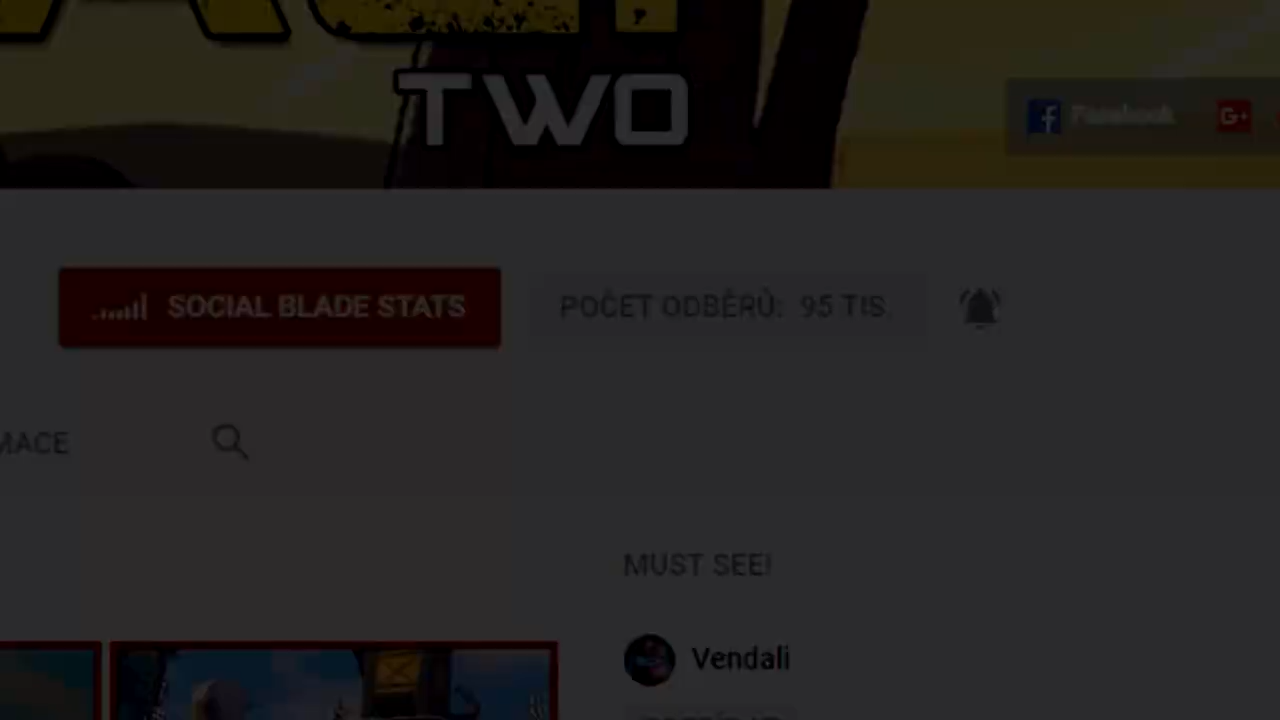 TWO
Facebook
G+
SOCIAL BLADE STATS
POČET ODBĚRŮ: 95 TIS.
MACE
MUST SEE!
Vendali